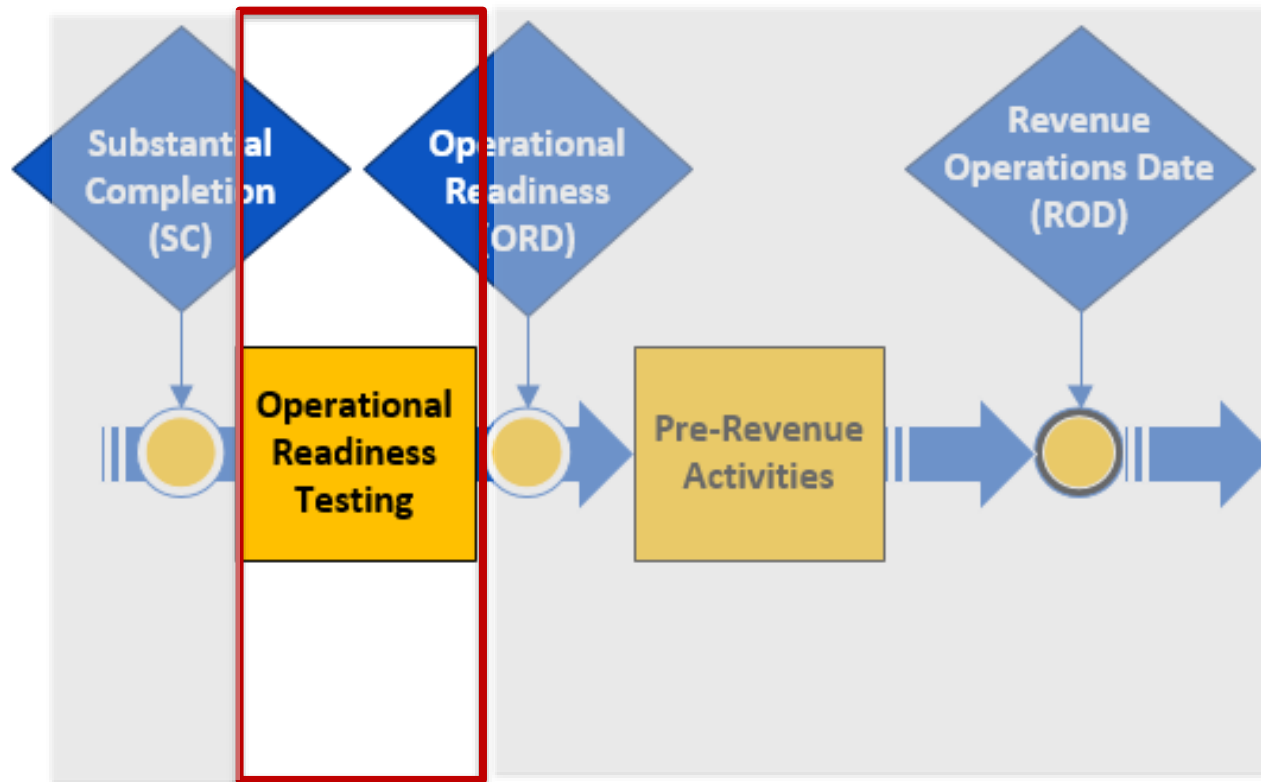 Substantial
Completion
(SC)
Operational
Readiness
(ORD)
Revenue
Operations Date
(ROD)
Operational
Readiness
Testing
Pre-Revenue
Activities